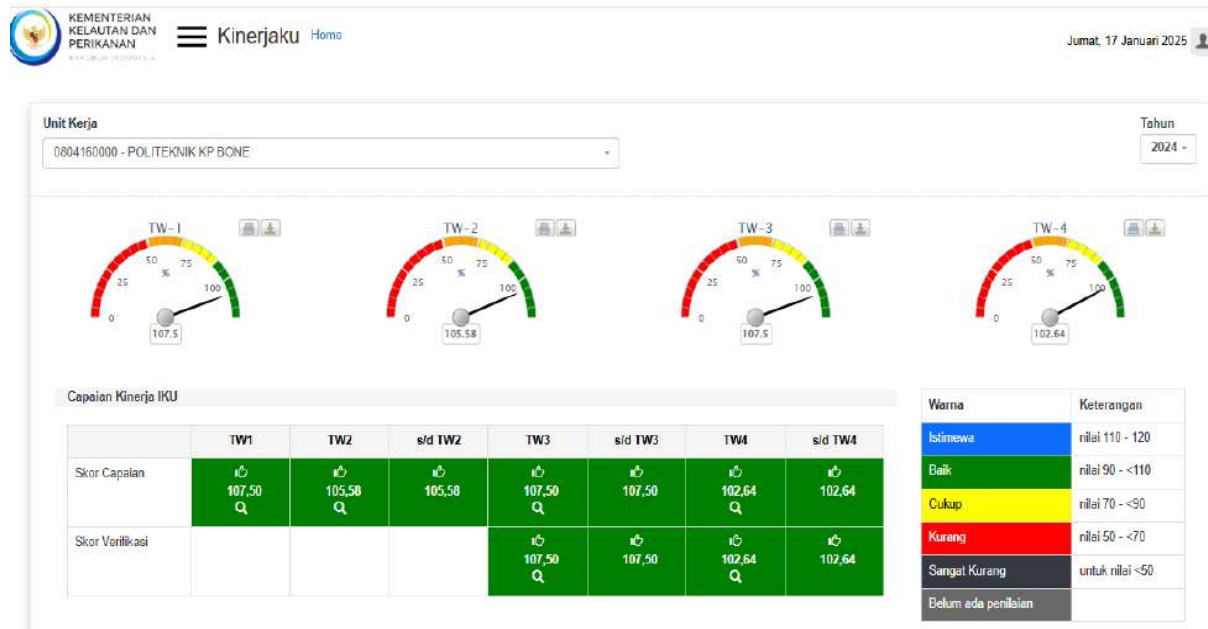 KEMENTERIAN
KELAUTAN DAN
PERIKANAN
REPUBLIK INDONESIA
Kinerjaku Home
Jumat, 17 Januari 2025
Unit Kerja
Tahun
0804160000 - POLITEKNIK KP BONE
2024
TW-1
0 25 50 75 100
%
107.5
TW-2
0 25 50 75 100
%
105.58
TW-3
0 25 50 75 100
%
107.5
TW-4
0 25 50 75 100
%
102.64
Capaian Kinerja IKU
TW1 TW2 s/d TW2 TW3 s/d TW3 TW4 s/d TW4
Skor Capaian 107,50 105,58 105,58 107,50 107,50 102,64 102,64
Skor Verifikasi 107,50 107,50 102,64 102,64
Warna Keterangan
Istimewa nilai 110 - 120
Baik nilai 90 - <110
Cukup nilai 70 - <90
Kurang nilai 50 - <70
Sangat Kurang untuk nilai <50
Belum ada penilaian